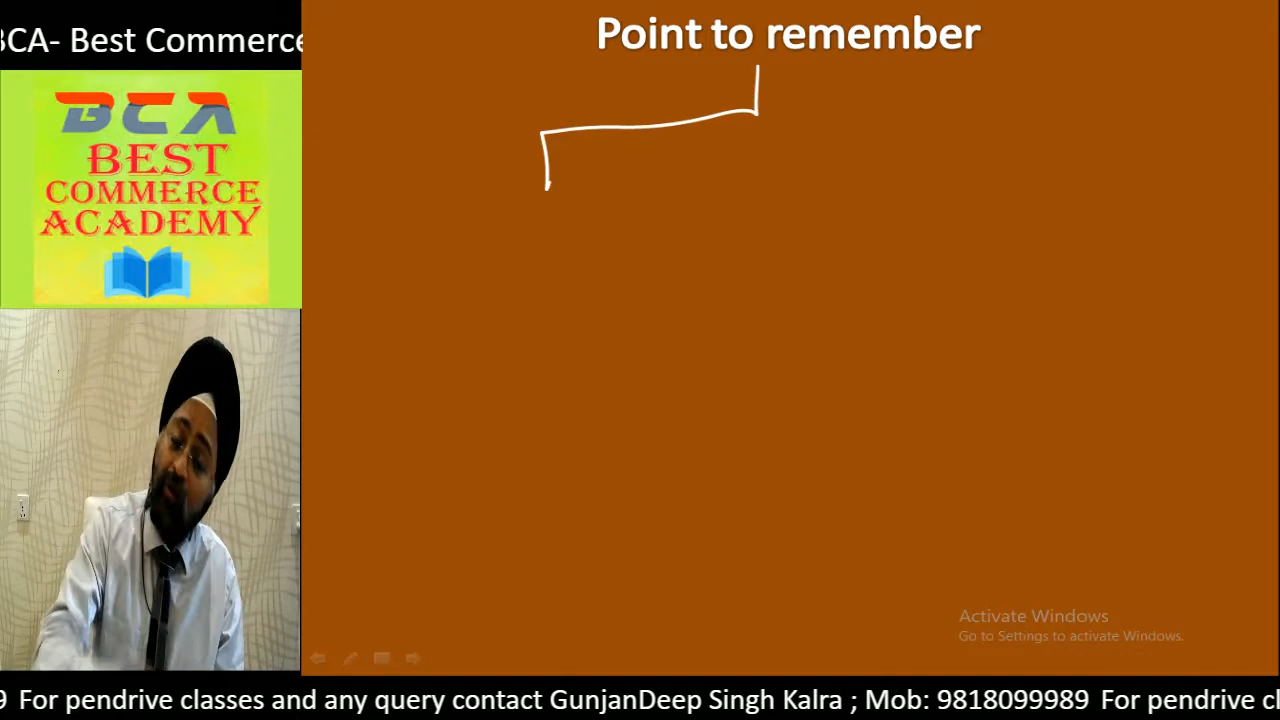 BCA- Best Commerce
Point to remember
BCA
BEST
COMMERCE
ACADEMY
Activate Windows
Go to Settings to activate Windows.
9 For pendrive classes and any query contact GunjanDeep Singh Kalra ; Mob: 9818099989 For pendrive cl